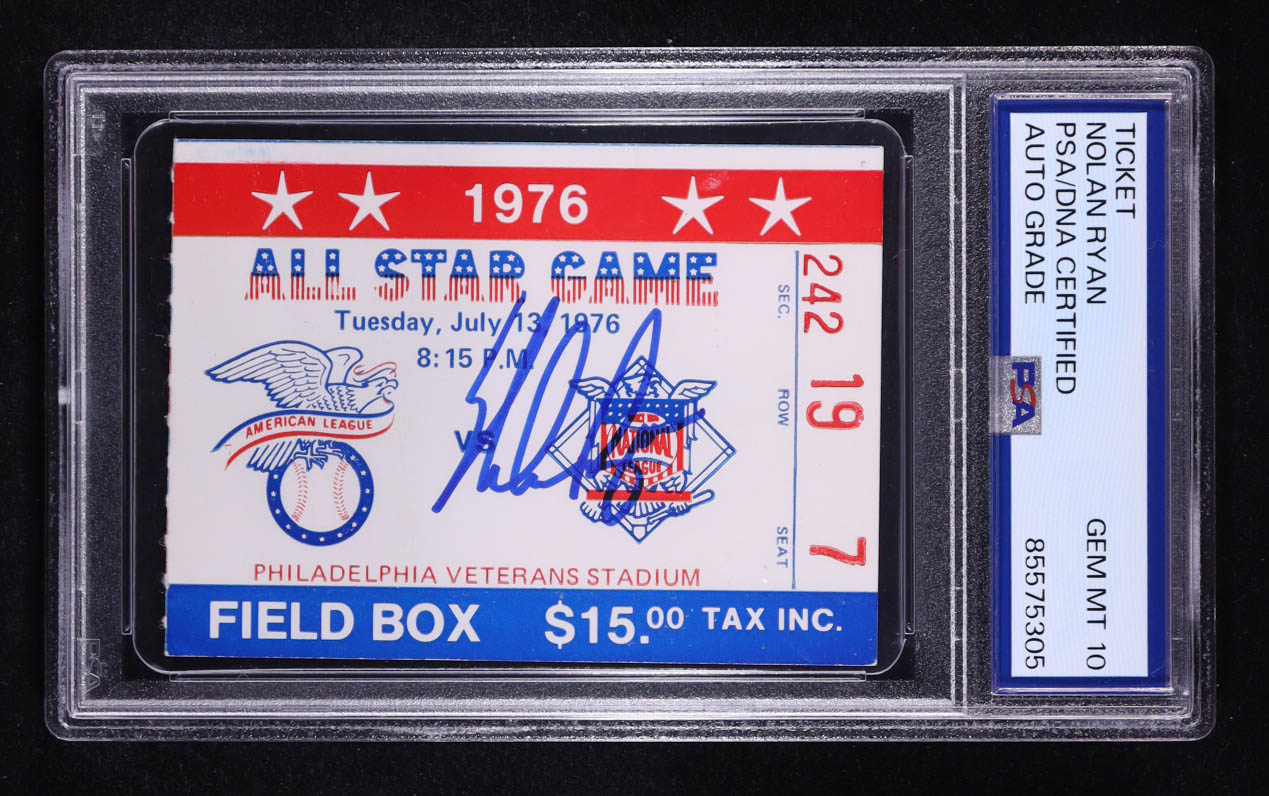 1976
ALL STAR GAME
Tuesday, July 13, 1976
8:15 P.M.
AMERICAN LEAGUE
VS
NATIONAL
LEAGUE
PHILADELPHIA VETERANS STADIUM
FIELD BOX $15.00 TAX INC.
242 19 7
SEC. ROW SEAT
TICKET
NOLAN RYAN
PSA/DNA CERTIFIED GEM MT 10
AUTO GRADE 85575305
PSA